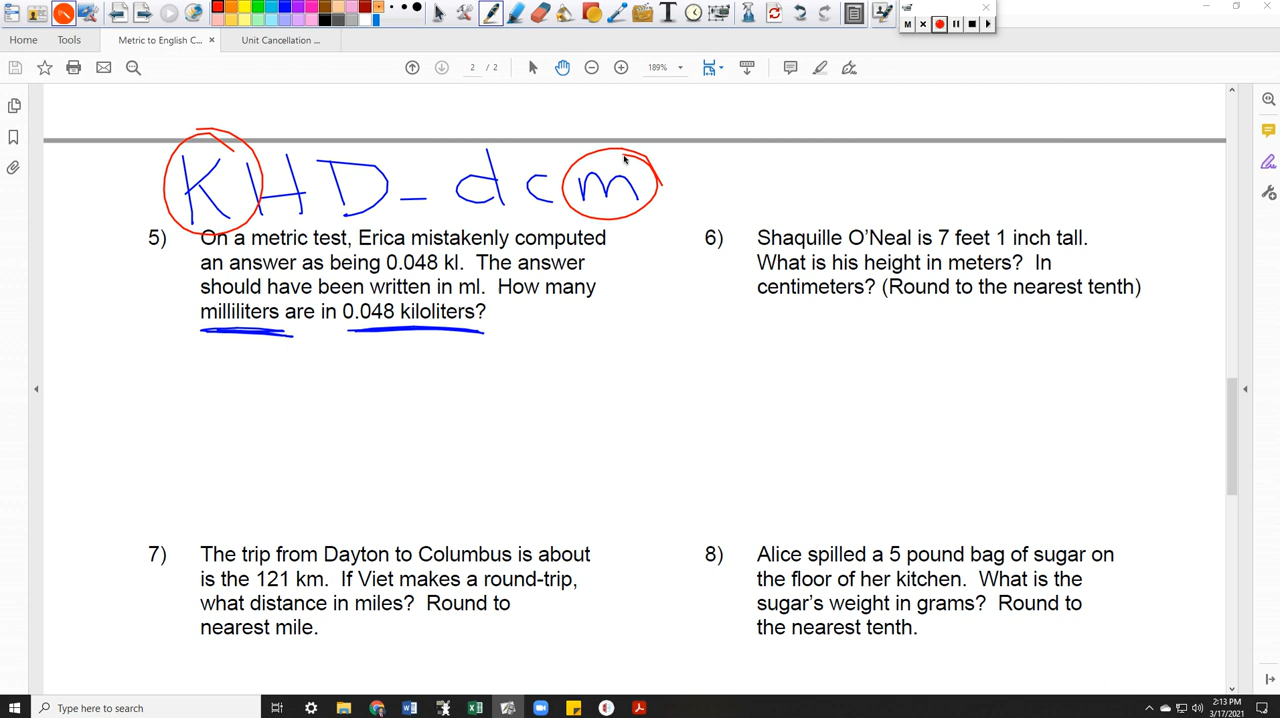 M
Home
Tools
Metric to English C...
×
Unit Cancellation ...
2 / 2
189%
K H D _ d c m
5) On a metric test, Erica mistakenly computed
an answer as being 0.048 kl. The answer
should have been written in ml. How many
milliliters are in 0.048 kiloliters?
6) Shaquille O'Neal is 7 feet 1 inch tall.
What is his height in meters? In
centimeters? (Round to the nearest tenth)
7) The trip from Dayton to Columbus is about
is the 121 km. If Viet makes a round-trip,
what distance in miles? Round to
nearest mile.
8) Alice spilled a 5 pound bag of sugar on
the floor of her kitchen. What is the
sugar's weight in grams? Round to
the nearest tenth.
Type here to search
2:13 PM
3/17/2021